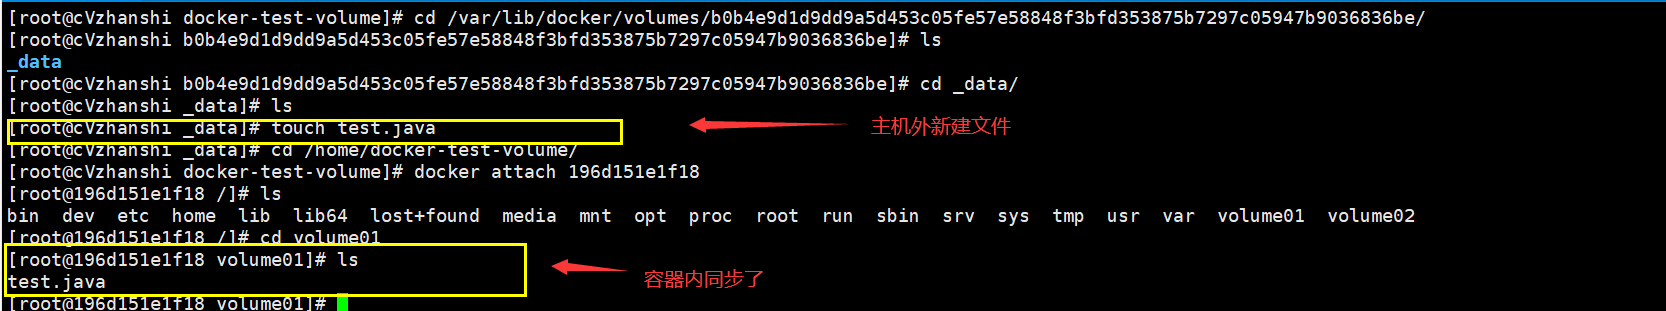 [root@cVzhanshi docker-test-volume]# cd /var/lib/docker/volumes/b0b4e9d1d9dd9a5d453c05fe57e58848f3bfd353875b7297c05947b9036836be/
[root@cVzhanshi b0b4e9d1d9dd9a5d453c05fe57e58848f3bfd353875b7297c05947b9036836be]# ls
_data
[root@cVzhanshi b0b4e9d1d9dd9a5d453c05fe57e58848f3bfd353875b7297c05947b9036836be]# cd _data/
[root@cVzhanshi _data]# ls
[root@cVzhanshi _data]# touch test.java
主机外新建文件
[root@cVzhanshi _data]# cd /home/docker-test-volume/
[root@cVzhanshi docker-test-volume]# docker attach 196d151e1f18
[root@196d151e1f18 /]# ls
bin  dev  etc  home  lib  lib64  lost+found  media  mnt  opt  proc  root  run  sbin  srv  sys  tmp  usr  var  volume01  volume02
[root@196d151e1f18 /]# cd volume01
[root@196d151e1f18 volume01]# ls
容器内同步了
test.java
[root@196d151e1f18 volume01]#